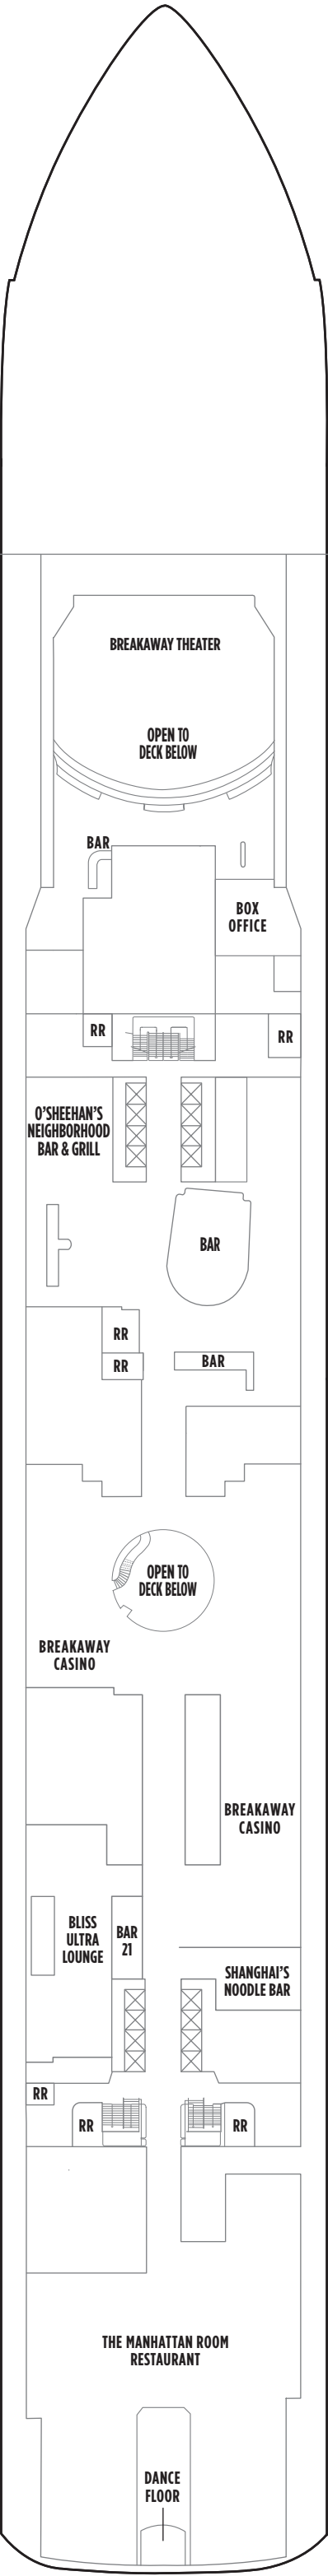 BREAKAWAY THEATER
OPEN TO
DECK BELOW
BAR
BOX
OFFICE
RR
RR
O'SHEEHAN'S
NEIGHBORHOOD
BAR & GRILL
BAR
RR
RR
BAR
OPEN TO
DECK BELOW
BREAKAWAY
CASINO
BREAKAWAY
CASINO
BLISS
ULTRA
LOUNGE
BAR
21
SHANGHAI'S
NOODLE BAR
RR
RR
RR
THE MANHATTAN ROOM
RESTAURANT
DANCE
FLOOR